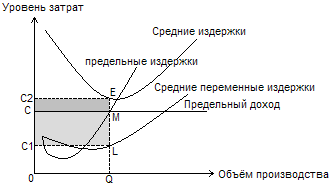 Уровень затрат
Средние издержки
предельные издержки
Средние переменные издержки
Предельный доход
C2
E
C
M
C1
L
0
Q
Объём производства